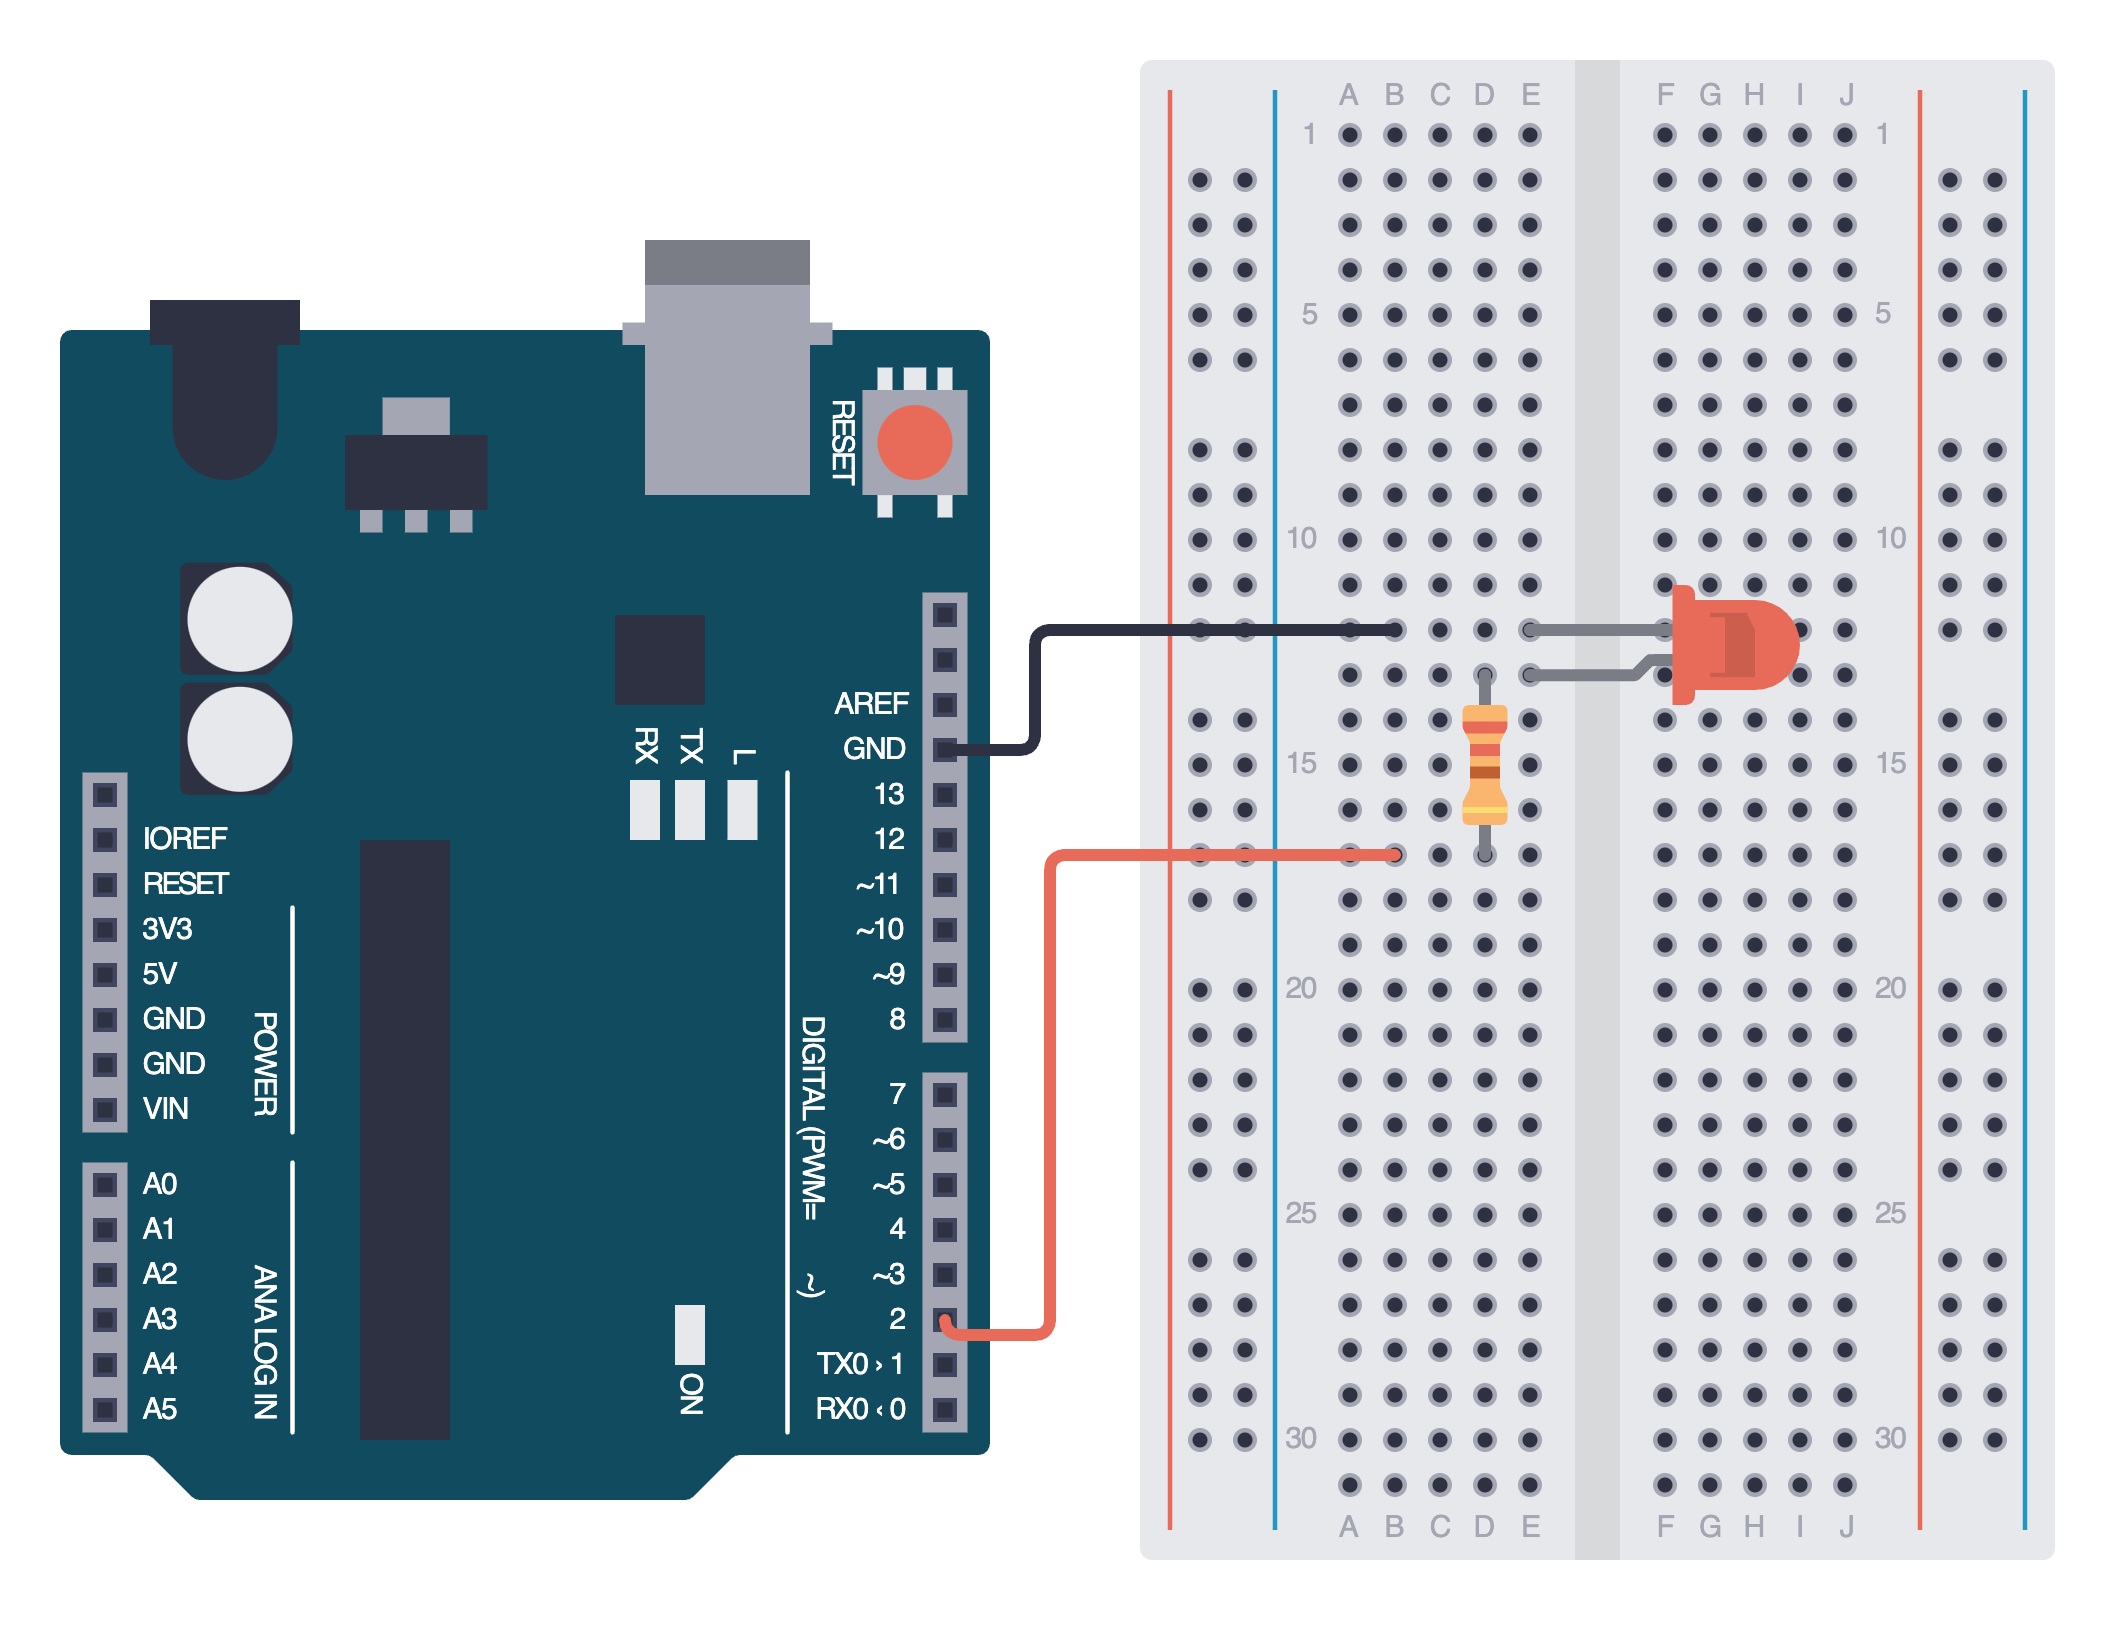 RESET
RX
TX
L
AREF
GND
13
12
~11
~10
~9
8
7
~6
~5
4
~3
2
TX0 › 1
RX0 ‹ 0
DIGITAL (PWM= ~)
IOREF
RESET
3V3
5V
GND
GND
VIN
POWER
A0
A1
A2
A3
A4
A5
ANALOG IN
ON
A B C D E F G H I J
1 1
5 5
10 10
15 15
20 20
25 25
30 30
A B C D E F G H I J